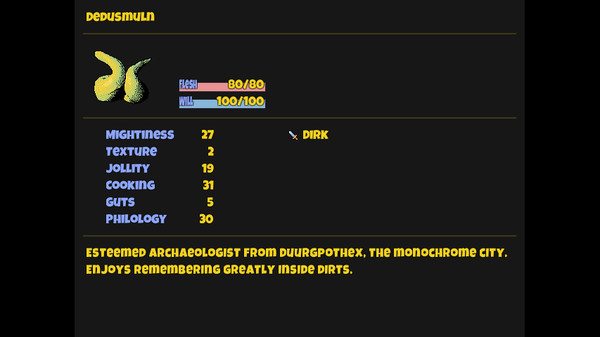 Dedusmuln
Flesh 80/80
Will 100/100
Mightiness 27
Dirk
Texture 2
Jollity 19
Cooking 31
Guts 5
Philology 30
Esteemed archaeologist from Duurgpothex, the monochrome city.
Enjoys remembering greatly inside dirts.